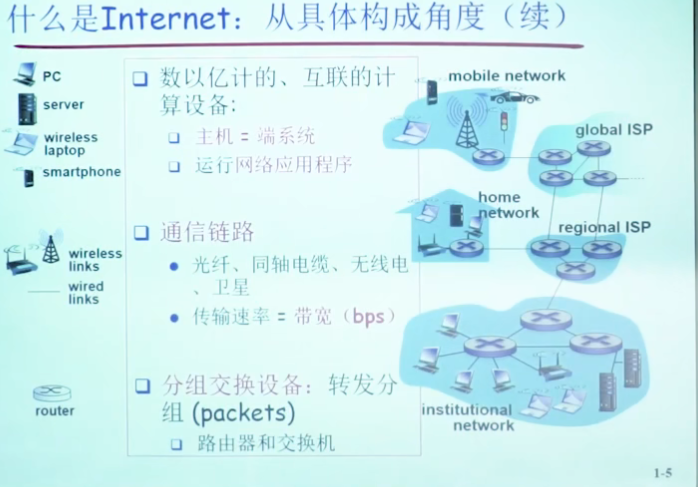 什么是Internet：从具体构成角度（续）
PC
server
wireless
laptop
smartphone
wireless
links
wired
links
router
数以亿计的、互联的计
算设备：
主机 = 端系统
运行网络应用程序
通信链路
光纤、同轴电缆、无线电
、卫星
传输速率 = 带宽（bps）
分组交换设备：转发分
组 (packets)
路由器和交换机
mobile network
global ISP
home
network
regional ISP
institutional
network
1-5